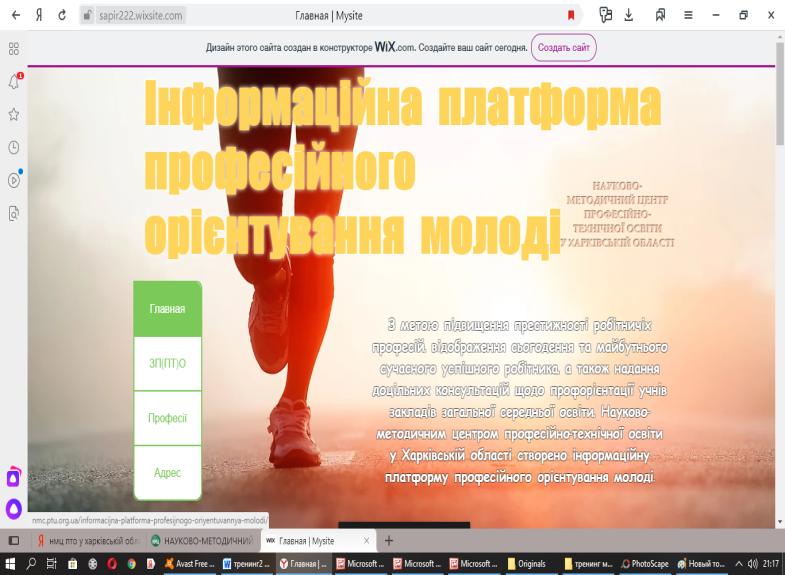 sapir222.wixsite.com
Главная | Mysite
Дизайн этого сайта создан в конструкторе WiX.com. Создайте ваш сайт сегодня.
Создать сайт
Інформаційна платформа
професійного
орієнтування молоді
НАУКОВО-
МЕТОДИЧНИЙ ЦЕНТР
ПРОФЕСІЙНО-
ТЕХНІЧНОЇ ОСВІТИ
У ХАРКІВСЬКІЙ ОБЛАСТІ
Главная
ЗП(ПТ)О
Професії
Адрес
З метою підвищення престижності робітничіх
професій, відображення сьогодення та майбутнього
сучасного успішного робітника, а також надання
доцільних консультацій щодо профорієнтації учнів
закладів загальної середньої освіти, Науково-
методичним центром професійно-технічної освіти
у Харківській області створено інформаційну
платформу професійного орієнтування молоді.
nmc.ptu.org.ua/informacijna-platforma-profesijnogo-oriyentuvannya-molodi/
нмц пто у харківській обл
НАУКОВО-МЕТОДИЧНИЙ
WiX Главная | Mysite
Avast Free ...
тренинг2 ...
Главная | ...
Microsoft ...
Microsoft ...
Microsoft ...
Originals
тренинг м...
PhotoScape
Новый то...
21:17